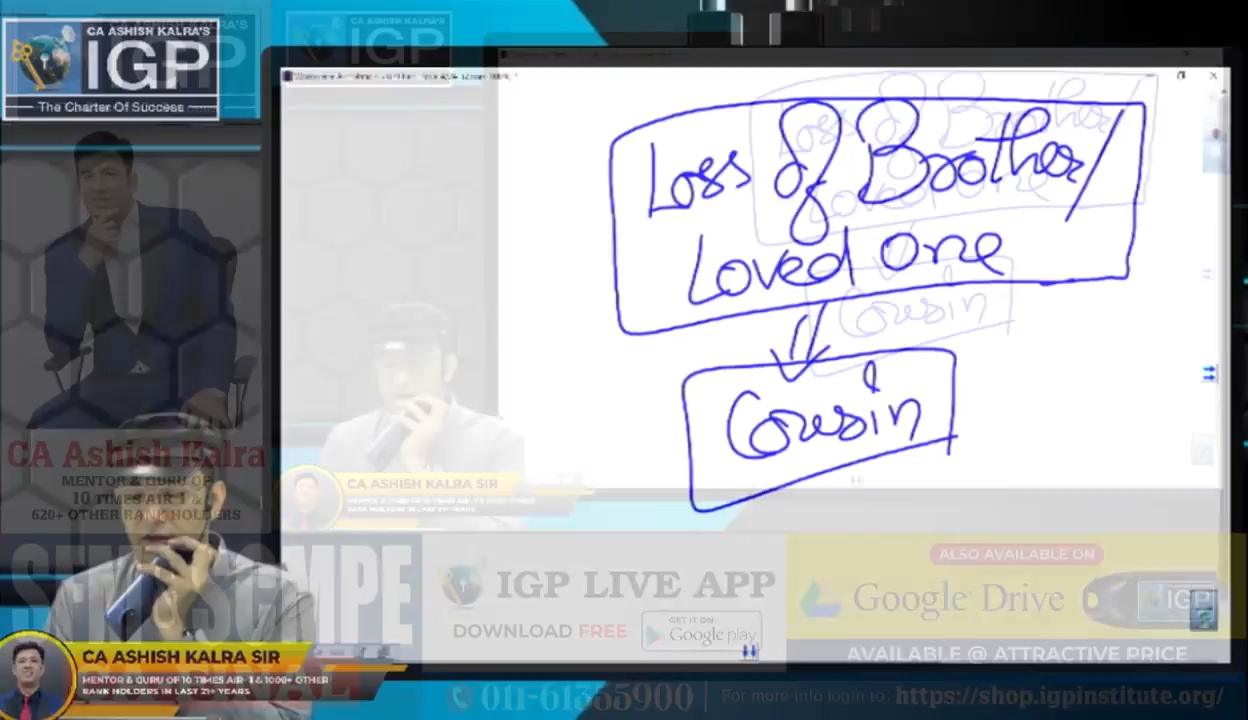 CA ASHISH KALRA'S
IGP
The Charter Of Success
Loss of Brother/
Loved one
Cousin
CA Ashish Kalra
MENTOR & GURU OF
10 TIMES AIR 1 &
620+ OTHER RANK HOLDERS
CA ASHISH KALRA SIR
IGP LIVE APP
DOWNLOAD FREE
GET IT ON
Google play
ALSO AVAILABLE ON
Google Drive
IGP
AVAILABLE @ ATTRACTIVE PRICE
CA ASHISH KALRA SIR
MENTOR & GURU OF 10 TIMES AIR-1 & 1000+ OTHER
RANK HOLDERS IN LAST 21+ YEARS
For more info login to: https://shop.igpinstitute.org/